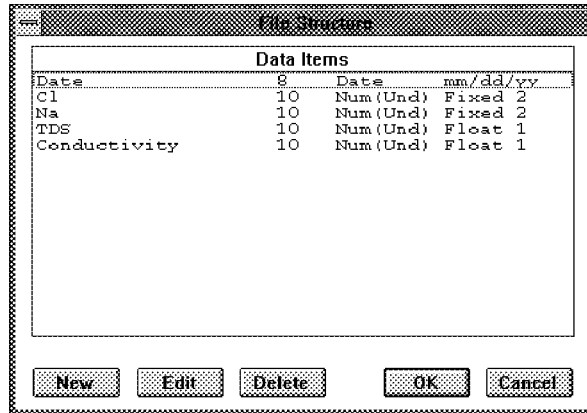 File Structure
Data Items
Date 8 Date mm/dd/yy
Cl 10 Num(Und) Fixed 2
Na 10 Num(Und) Fixed 2
TDS 10 Num(Und) Float 1
Conductivity 10 Num(Und) Float 1
New Edit Delete OK Cancel